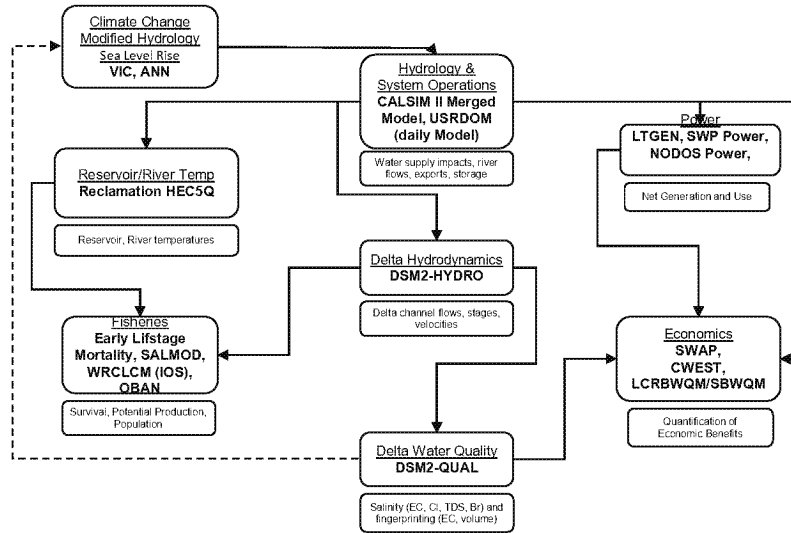 Climate Change
Modified Hydrology
Sea Level Rise
VIC, ANN
Hydrology &
System Operations
CALSIM II Merged
Model, USRDOM
(daily Model)
Water supply impacts, river
flows, exports, storage
Power
LTGEN, SWP Power,
NODOS Power,
Net Generation and Use
Reservoir/River Temp
Reclamation HEC5Q
Reservoir, River temperatures
Delta Hydrodynamics
DSM2-HYDRO
Delta channel flows, stages,
velocities
Fisheries
Early Lifstage
Mortality, SALMOD,
WRCLCM (IOS),
OBAN
Survival, Potential Production,
Population
Economics
SWAP,
CWEST,
LCRBWQM/SBWQM
Quantification of
Economic Benefits
Delta Water Quality
DSM2-QUAL
Salinity (EC, Cl, TDS, Br) and
fingerprinting (EC, volume)